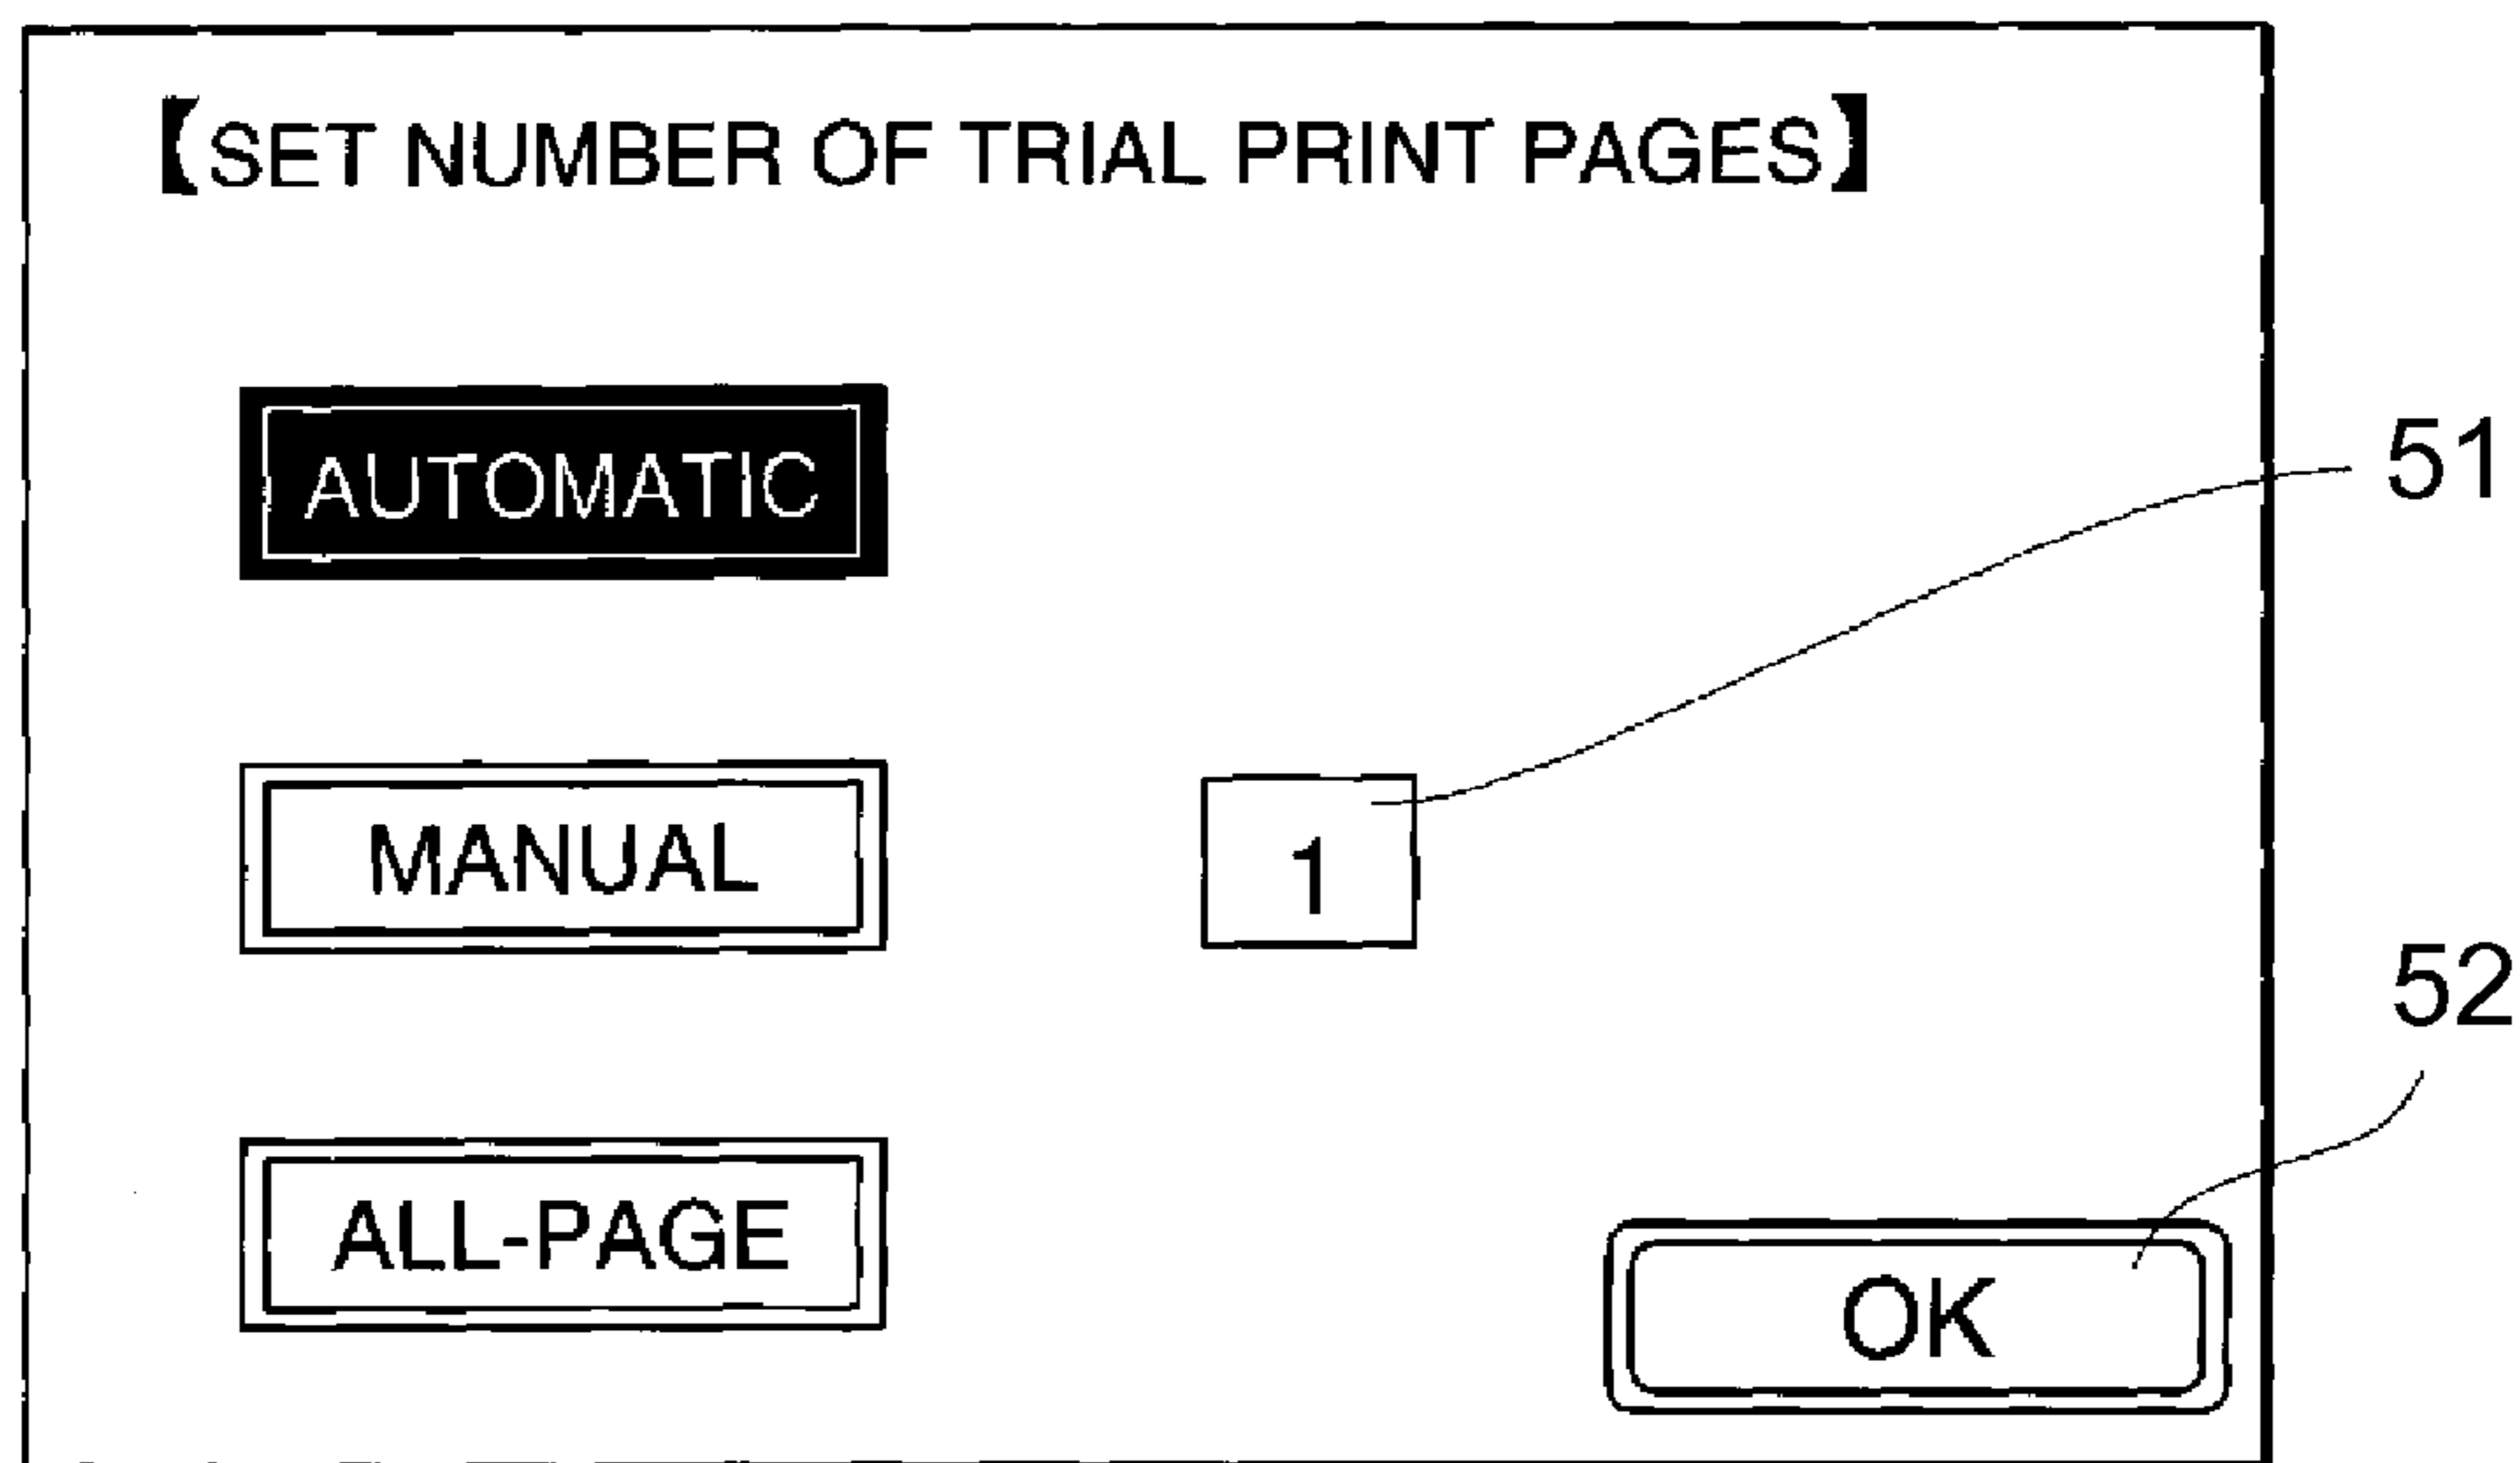 【SET NUMBER OF TRIAL PRINT PAGES】
AUTOMATIC
51
MANUAL
1
52
ALL-PAGE
OK